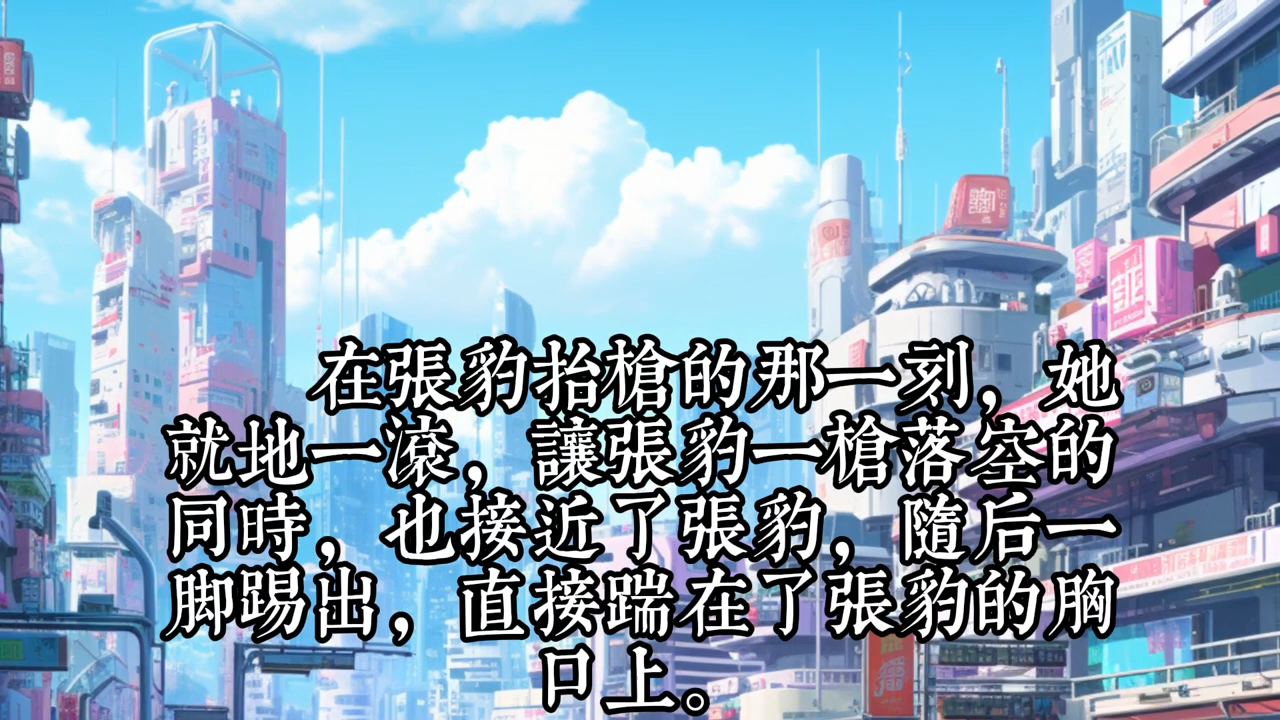 在張豹抬槍的那一刻，她
就地一滾，讓張豹一槍落空的
同時，也接近了張豹，隨后一
脚踢出，直接踹在了張豹的胸
口上。